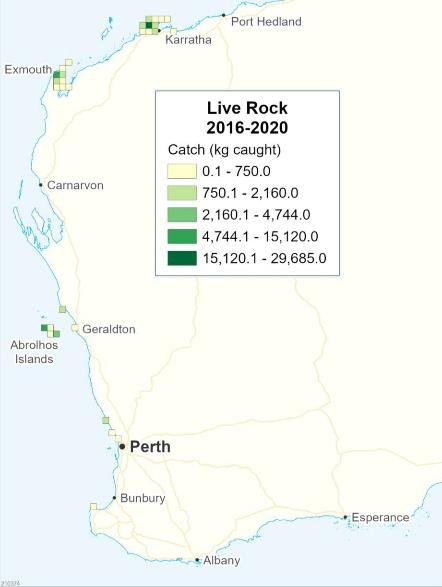 Port Hedland
Karratha
Exmouth
Live Rock
2016-2020
Catch (kg caught)
0.1 - 750.0
750.1 - 2,160.0
2,160.1 - 4,744.0
4,744.1 - 15,120.0
15,120.1 - 29,685.0
Carnarvon
Geraldton
Abrolhos
Islands
Perth
Bunbury
Esperance
Albany
210374